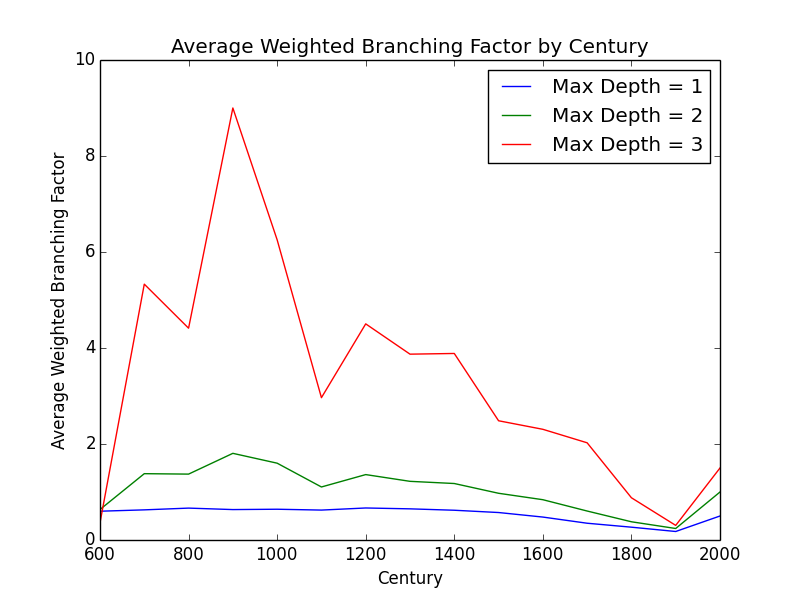 Average Weighted Branching Factor by Century
Max Depth = 1
Max Depth = 2
Max Depth = 3
Average Weighted Branching Factor
10
8
6
4
2
0
600 800 1000 1200 1400 1600 1800 2000
Century